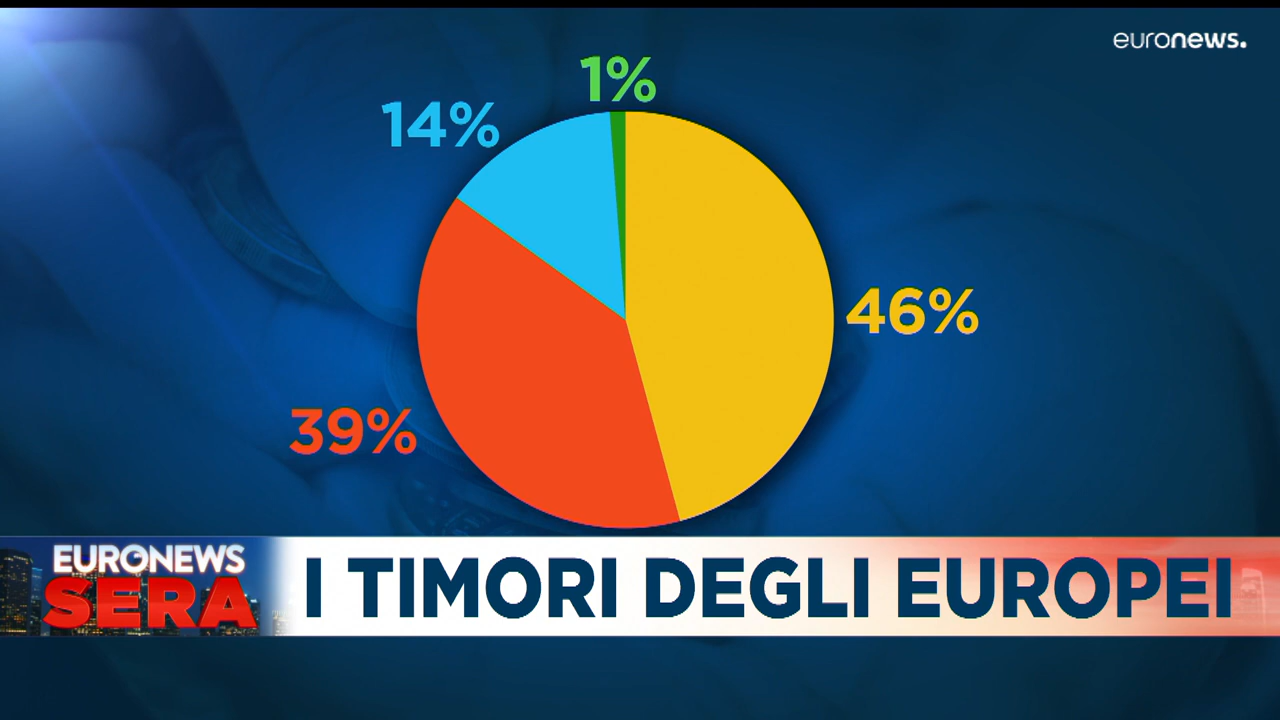 euronews.
1%
14%
46%
39%
EURONEWS
SERA
I TIMORI DEGLI EUROPEI